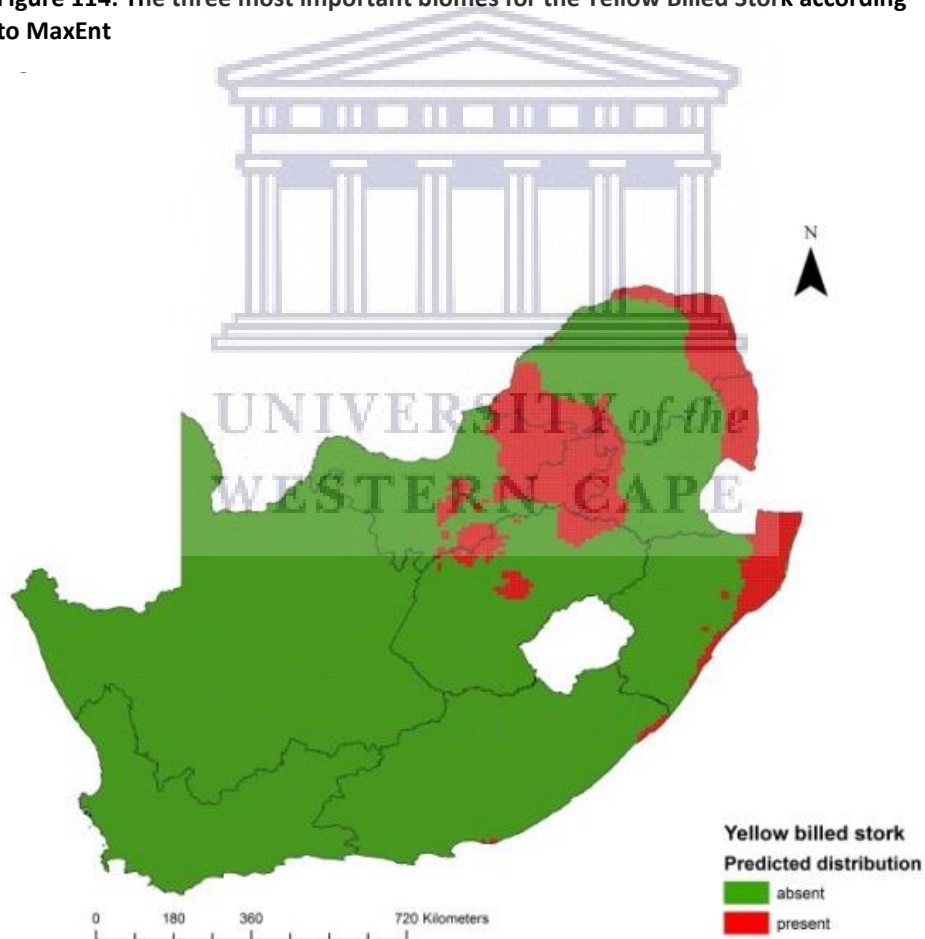 Figure 114: The three most important biomes for the Yellow Billed Stork according
to MaxEnt
N
UNIVERSITY of the
WESTERN CAPE
Yellow billed stork
Predicted distribution
absent
present
0 180 360 720 Kilometers